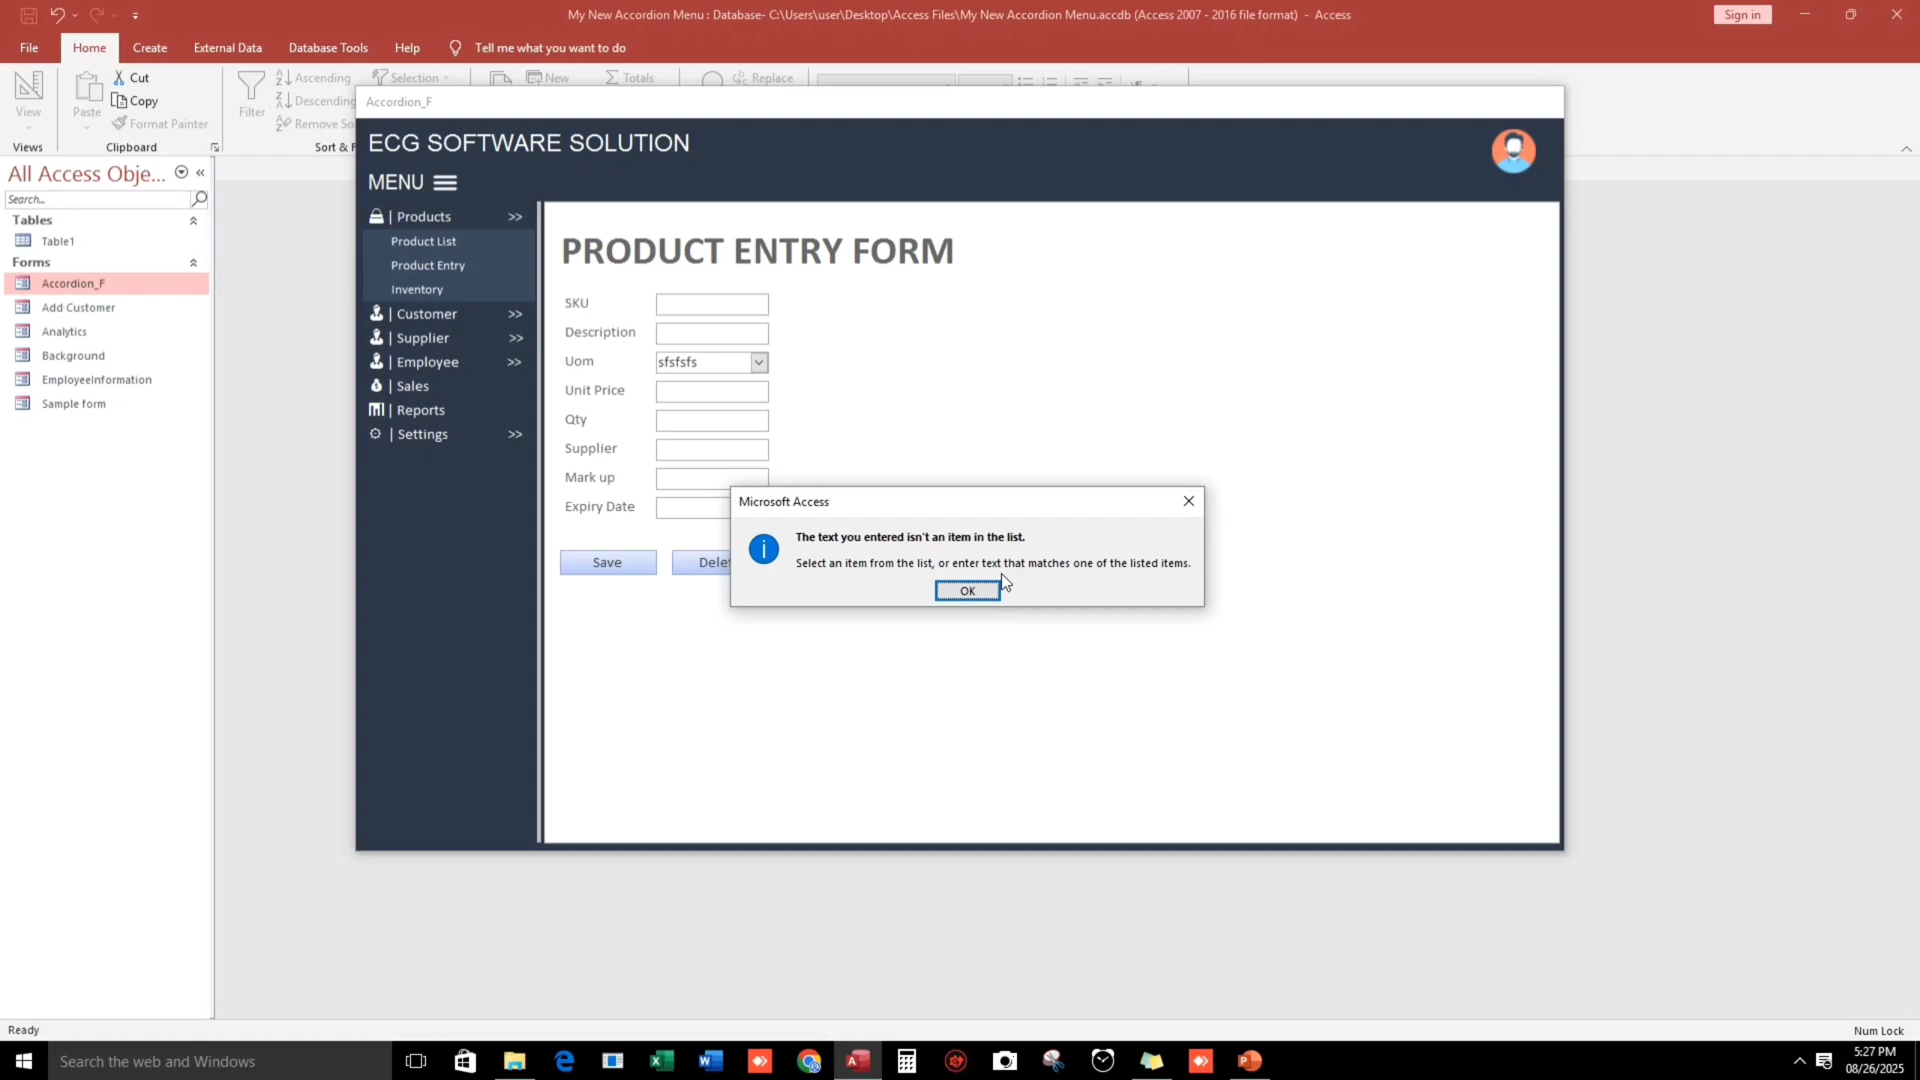 My New Accordion Menu : Database- C:\Users\user\Desktop\Access Files\My New Accordion Menu.accdb (Access 2007 - 2016 file format) - Access
Sign in
File Home Create External Data Database Tools Help Tell me what you want to do
View
Views
Paste
Cut
Copy
Format Painter
Clipboard
Filter
Ascending
Descending
Selection
New
Totals
Replace
All Access Obje...
Search...
Tables
Table1
Forms
Accordion_F
Add Customer
Analytics
Background
EmployeeInformation
Sample form
Accordion_F
ECG SOFTWARE SOLUTION
MENU
| Products >>
Product List
Product Entry
Inventory
| Customer >>
| Supplier >>
| Employee >>
| Sales
| Reports
| Settings >>
PRODUCT ENTRY FORM
SKU
Description
Uom sfsfsfs
Unit Price
Qty
Supplier
Mark up
Expiry Date
Save
Microsoft Access
The text you entered isn't an item in the list.
Select an item from the list, or enter text that matches one of the listed items.
OK
Ready
Num Lock
Search the web and Windows
5:27 PM
08/26/2025